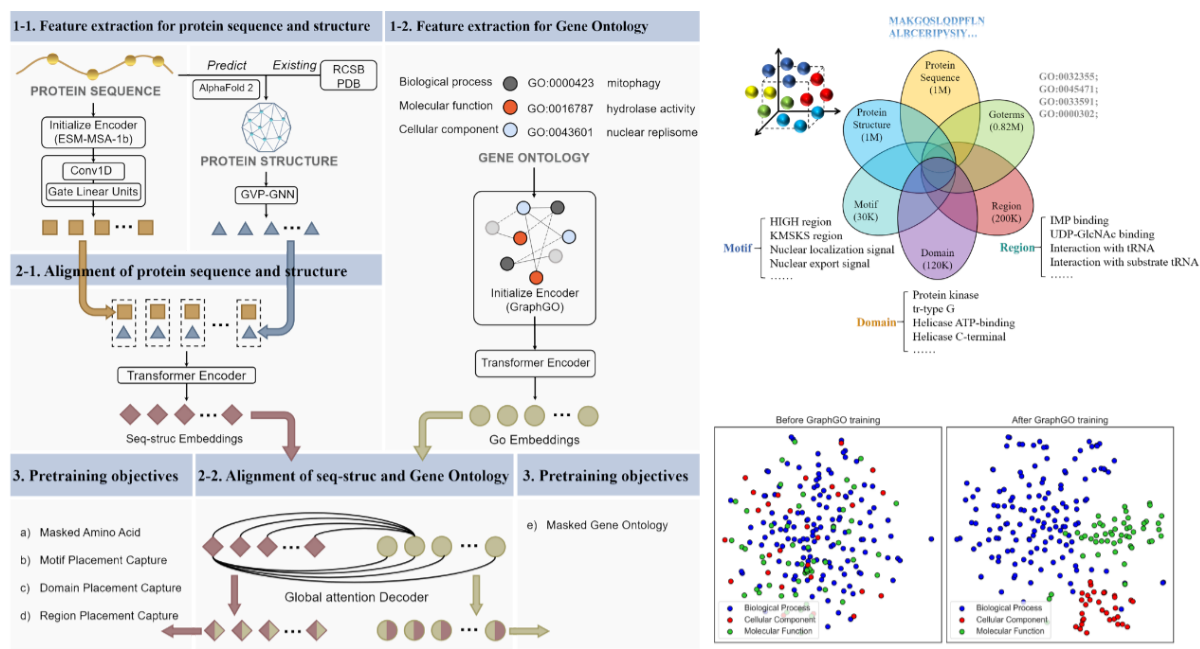 1-1. Feature extraction for protein sequence and structure
PROTEIN SEQUENCE
Predict
Existing
AlphaFold 2
RCSB
PDB
Initialize Encoder
(ESM-MSA-1b)
Conv1D
Gate Linear Units
PROTEIN STRUCTURE
GVP-GNN
2-1. Alignment of protein sequence and structure
Transformer Encoder
Seq-struc Embeddings
1-2. Feature extraction for Gene Ontology
Biological process GO:0000423 mitophagy
Molecular function GO:0016787 hydrolase activity
Cellular component GO:0043601 nuclear replisome
GENE ONTOLOGY
Initialize Encoder
(GraphGO)
Transformer Encoder
Go Embeddings
3. Pretraining objectives
a) Masked Amino Acid
b) Motif Placement Capture
c) Domain Placement Capture
d) Region Placement Capture
2-2. Alignment of seq-struc and Gene Ontology
Global attention Decoder
3. Pretraining objectives
e) Masked Gene Ontology
MAKGQSLQDPFLN
ALRCERIPVSIY...
Protein
Sequence
(1M)
Protein
Structure
(1M)
Goterms
(0.82M)
GO:0032355;
GO:0045471;
GO:0033591;
GO:0000302;
Motif
(30K)
Region
(200K)
Domain
(120K)
Motif
HIGH region
KMSKS region
Nuclear localization signal
Nuclear export signal
......
Region
IMP binding
UDP-GlcNAc binding
Interaction with tRNA
Interaction with substrate tRNA
......
Domain
Protein kinase
tr-type G
Helicase ATP-binding
Helicase C-terminal
......
Before GraphGO training
Biological Process
Cellular Component
Molecular Function
After GraphGO training
Biological Process
Cellular Component
Molecular Function